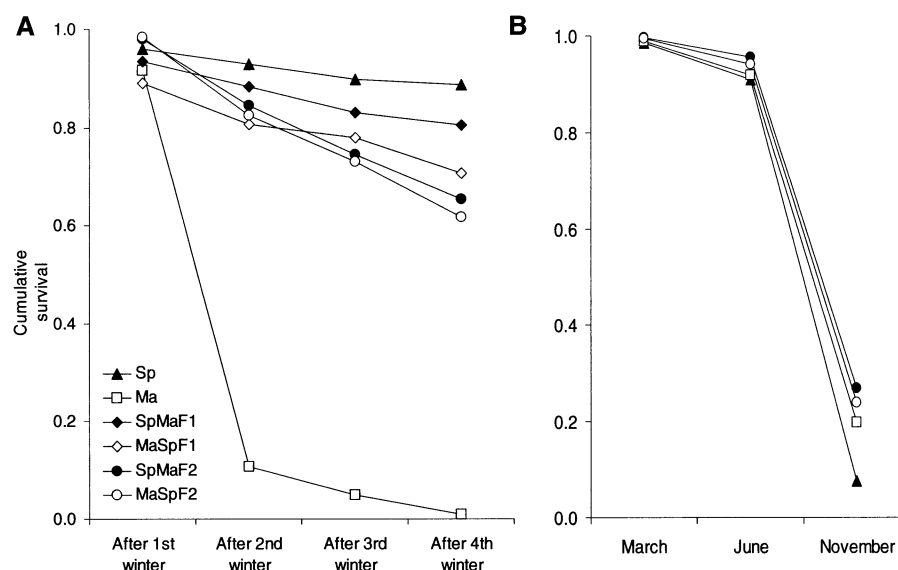 A
B
1.0
0.8
0.6
0.4
0.2
0.0
Cumulative
survival
Sp
Ma
SpMaF1
MaSpF1
SpMaF2
MaSpF2
After 1st
winter
After 2nd
winter
After 3rd
winter
After 4th
winter
1.0
0.8
0.6
0.4
0.2
0.0
March
June
November